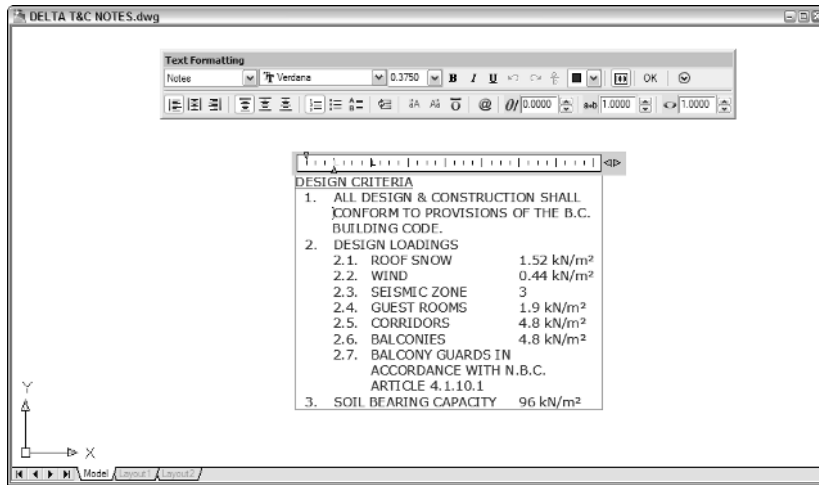 DELTA T&C NOTES.dwg
Text Formatting
Notes Verdana 0.3750 B I U OK
@ 0/ 0.0000 a+b 1.0000 1.0000
DESIGN CRITERIA
1. ALL DESIGN & CONSTRUCTION SHALL
CONFORM TO PROVISIONS OF THE B.C.
BUILDING CODE.
2. DESIGN LOADINGS
2.1. ROOF SNOW 1.52 kN/m²
2.2. WIND 0.44 kN/m²
2.3. SEISMIC ZONE 3
2.4. GUEST ROOMS 1.9 kN/m²
2.5. CORRIDORS 4.8 kN/m²
2.6. BALCONIES 4.8 kN/m²
2.7. BALCONY GUARDS IN
ACCORDANCE WITH N.B.C.
ARTICLE 4.1.10.1
3. SOIL BEARING CAPACITY 96 kN/m²
Y
X
Model Layout1 Layout2